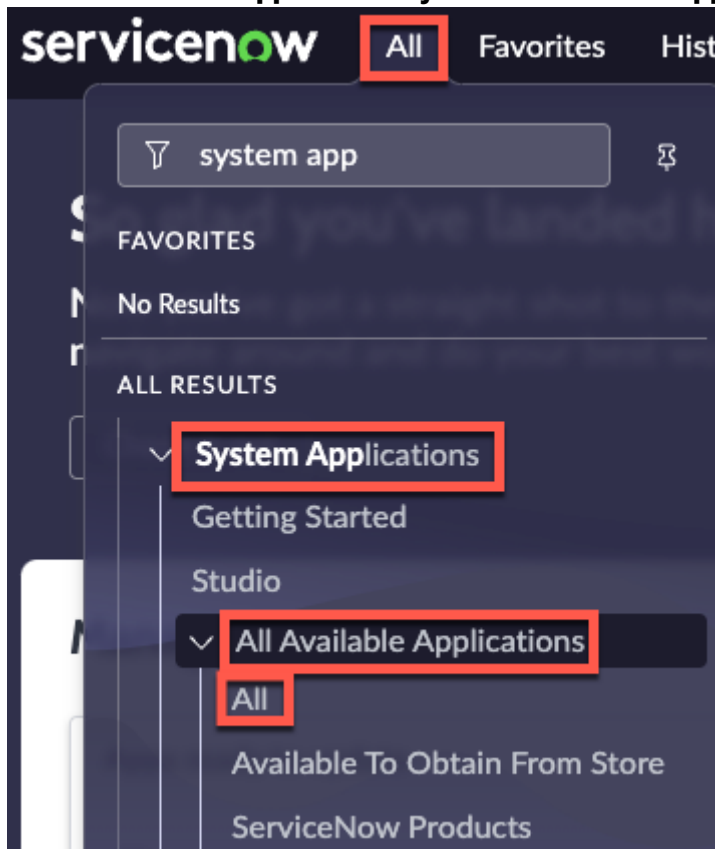 servicenow All Favorites Hist
system app
FAVORITES
No Results
ALL RESULTS
System Applications
Getting Started
Studio
All Available Applications
All
Available To Obtain From Store
ServiceNow Products